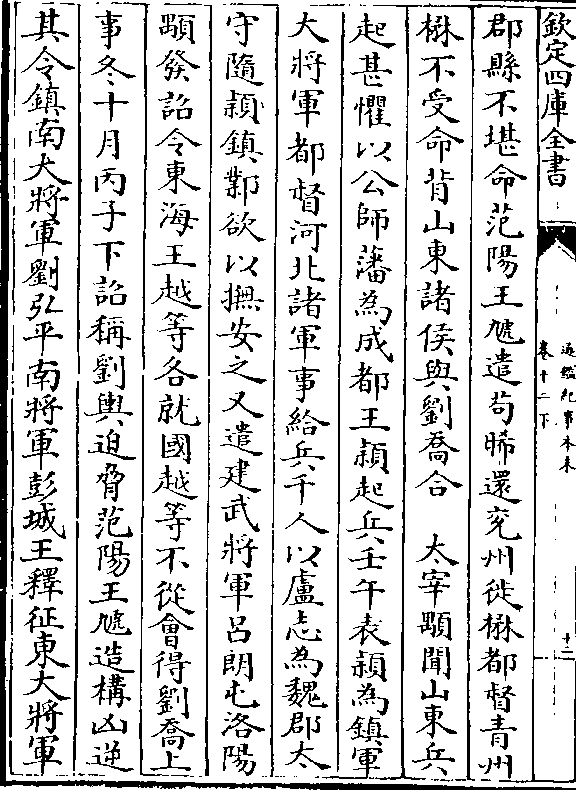 欽定四庫全書
通鑑紀事本末
卷十二下
十二
郡縣不堪命范陽王虓遣苟晞還兖州徙楙都督青州
楙不受命背山東諸侯與劉喬合　太宰顒聞山東兵
起甚懼以公師藩為成都王穎起兵壬午表穎為鎮軍
大將軍都督河北諸軍事給兵千人以盧志為魏郡太
守隨穎鎮鄴欲以撫安之又遣建武將軍呂朗屯洛陽
顒發詔令東海王越等各就國越等不從會得劉喬上
事冬十月丙子下詔稱劉輿迫脅范陽王虓造構凶逆
其令鎮南大將軍劉弘平南將軍彭城王釋征東大將軍